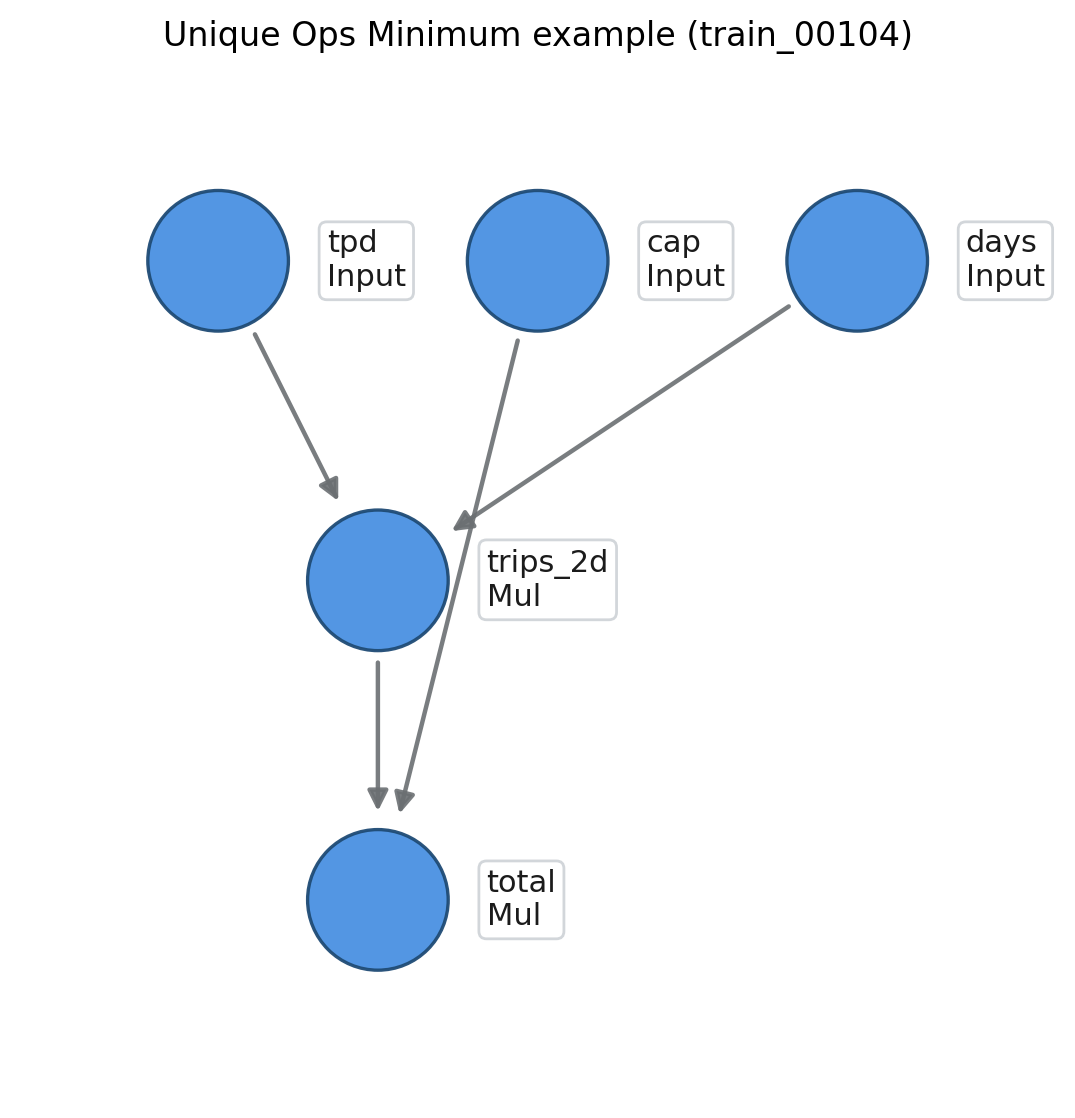 Unique Ops Minimum example (train_00104)
tpd
Input
cap
Input
days
Input
trips_2d
Mul
total
Mul